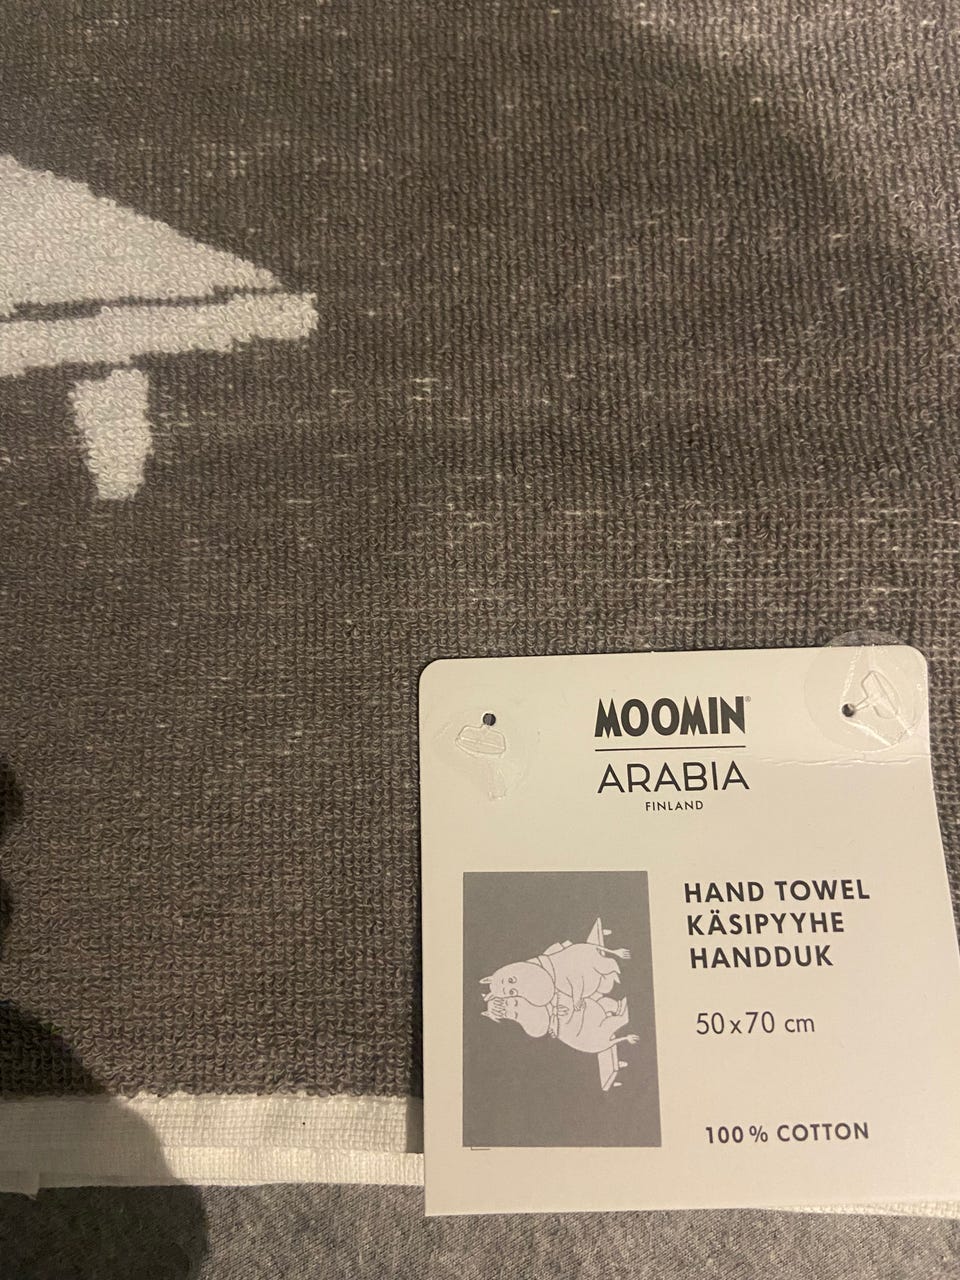 MOOMIN®
ARABIA
FINLAND
HAND TOWEL
KÄSIPYYHE
HANDDUK
50x70 cm
100% COTTON